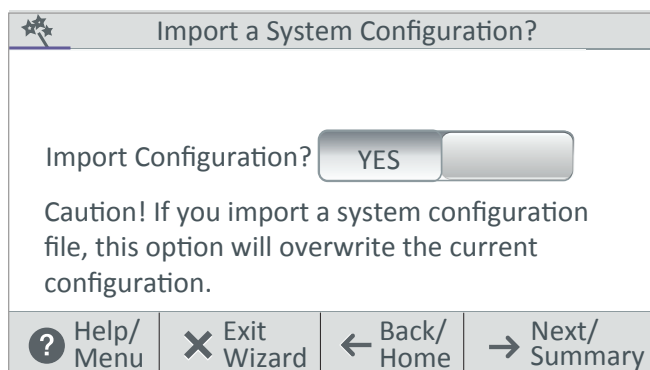 Import a System Configuration?
Import Configuration? YES
Caution! If you import a system configuration
file, this option will overwrite the current
configuration.
? Help/
Menu
Exit
Wizard
Back/
Home
Next/
Summary